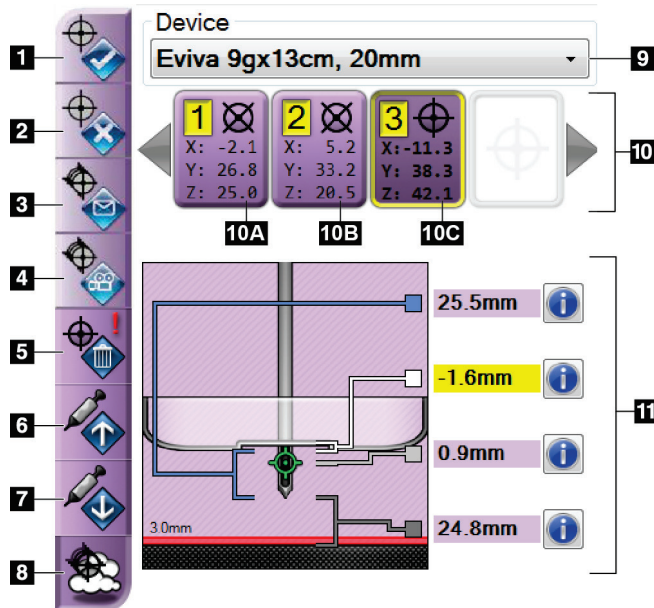 Device
1
Eviva 9gx13cm, 20mm
9
2
1
2
3
X: -2.1
X: 5.2
X:-11.3
10
Y: 26.8
Y: 33.2
Y: 38.3
3
Z: 25.0
Z: 20.5
Z: 42.1
10A
10B
10C
4
25.5mm
5
!
-1.6mm
11
6
0.9mm
7
3.0mm
24.8mm
8